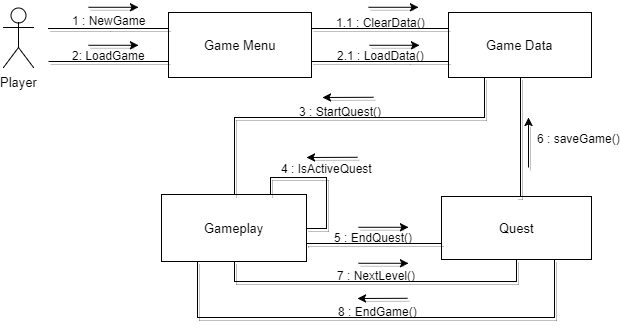 1 : NewGame
1.1 : ClearData()
Game Menu
Game Data
2: LoadGame
2.1 : LoadData()
Player
3 : StartQuest()
6 : saveGame()
4 : IsActiveQuest
Gameplay
Quest
5 : EndQuest()
7 : NextLevel()
8 : EndGame()